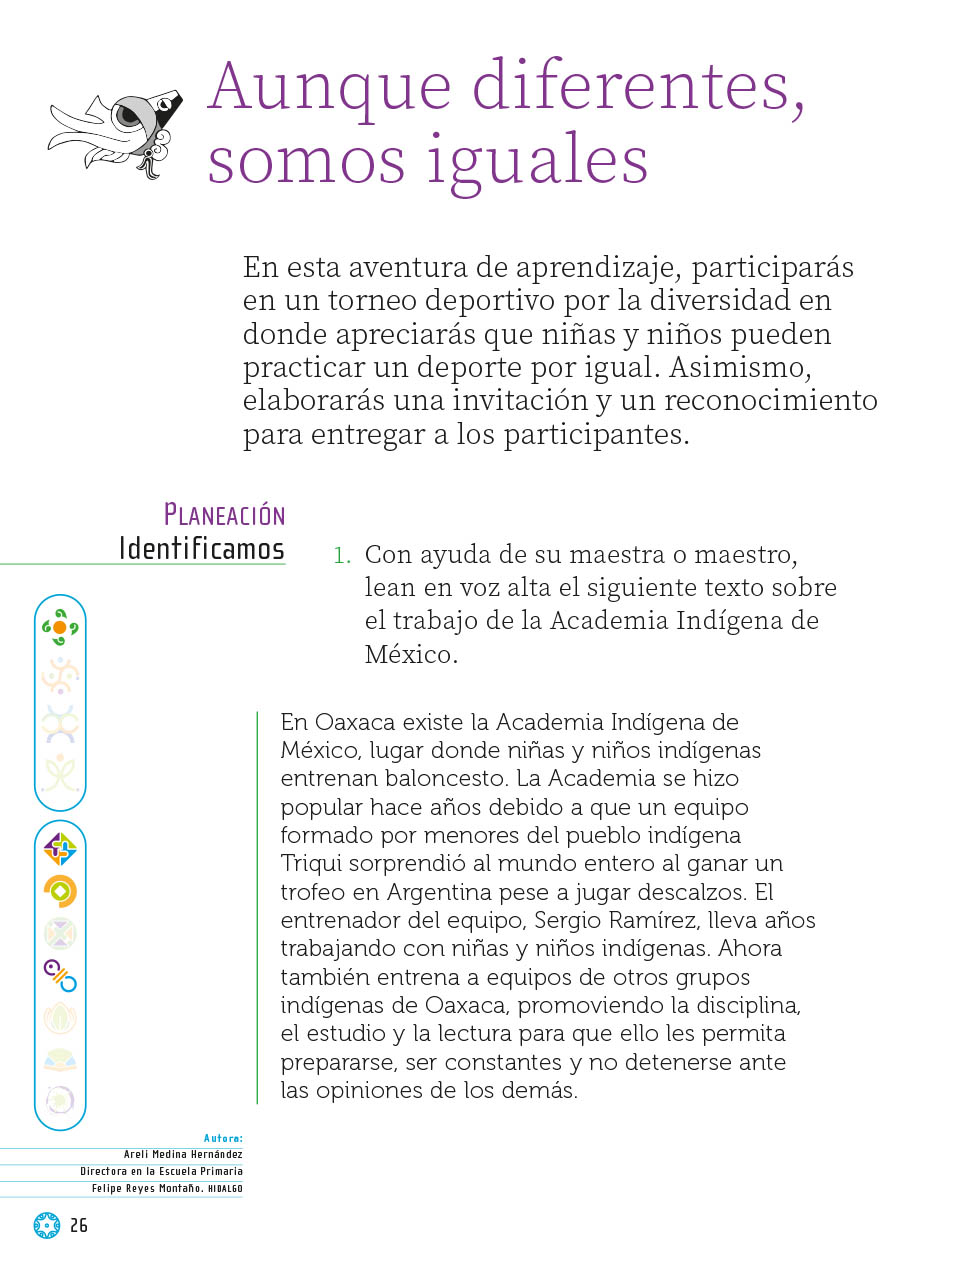 Aunque diferentes,
somos iguales
En esta aventura de aprendizaje, participarás
en un torneo deportivo por la diversidad en
donde apreciarás que niñas y niños pueden
practicar un deporte por igual. Asimismo,
elaborarás una invitación y un reconocimiento
para entregar a los participantes.
Planeación
Identificamos
1. Con ayuda de su maestra o maestro,
lean en voz alta el siguiente texto sobre
el trabajo de la Academia Indígena de
México.
En Oaxaca existe la Academia Indígena de
México, lugar donde niñas y niños indígenas
entrenan baloncesto. La Academia se hizo
popular hace años debido a que un equipo
formado por menores del pueblo indígena
Triqui sorprendió al mundo entero al ganar un
trofeo en Argentina pese a jugar descalzos. El
entrenador del equipo, Sergio Ramírez, lleva años
trabajando con niñas y niños indígenas. Ahora
también entrena a equipos de otros grupos
indígenas de Oaxaca, promoviendo la disciplina,
el estudio y la lectura para que ello les permita
prepararse, ser constantes y no detenerse ante
las opiniones de los demás.
Autora:
Areli Medina Hernández
Directora en la Escuela Primaria
Felipe Reyes Montaño. HIDALGO
26